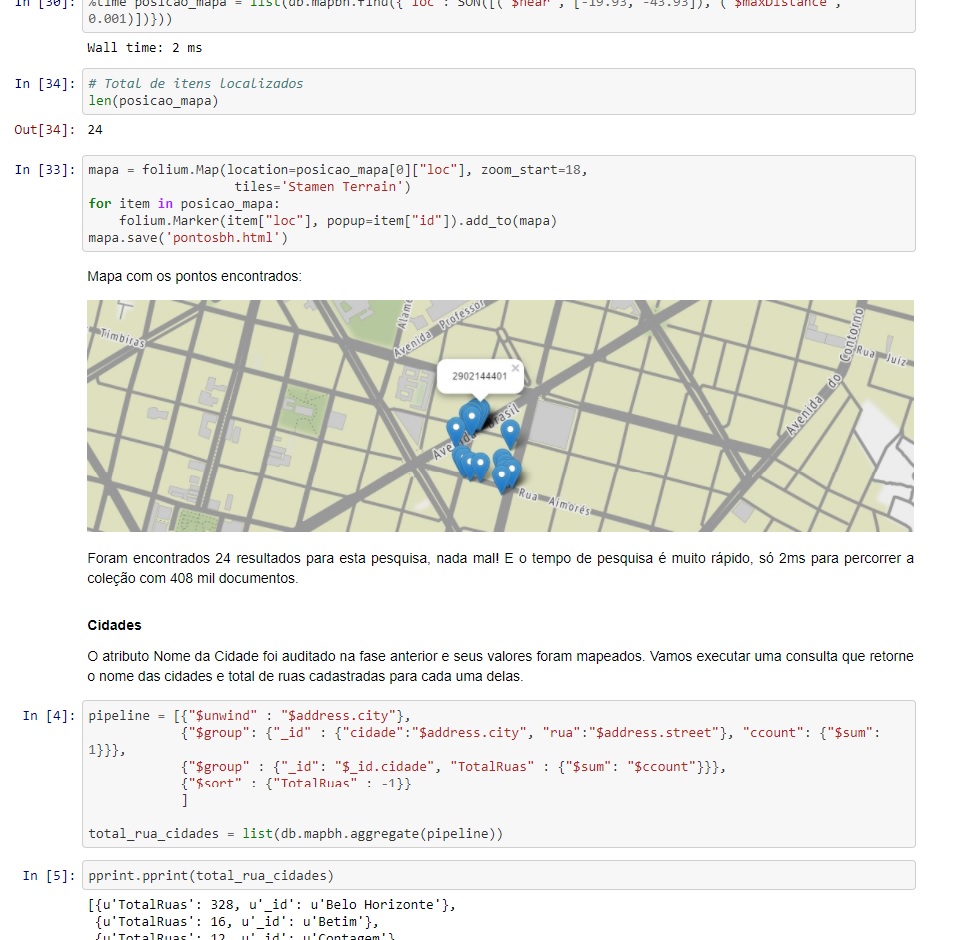 In [30]: %time posicao_mapa = list(db.mapbh.find({"loc": SON([("$near", [-19.93, -43.93]), ("$maxDistance",
0.001)])}))
Wall time: 2 ms
In [34]: # Total de itens localizados
len(posicao_mapa)
Out[34]: 24
In [33]: mapa = folium.Map(location=posicao_mapa[0]["loc"], zoom_start=18,
tiles='Stamen Terrain')
for item in posicao_mapa:
folium.Marker(item["loc"], popup=item["id"]).add_to(mapa)
mapa.save('pontosbh.html')
Mapa com os pontos encontrados:
Timbiras
Alame
Avenida Professor
2902144401 ×
Avenida Brasil
Rua Aimorés
Avenida do Contorno
Rua Juiz
Foram encontrados 24 resultados para esta pesquisa, nada mal! E o tempo de pesquisa é muito rápido, só 2ms para percorrer a
coleção com 408 mil documentos.
Cidades
O atributo Nome da Cidade foi auditado na fase anterior e seus valores foram mapeados. Vamos executar uma consulta que retorne
o nome das cidades e total de ruas cadastradas para cada uma delas.
In [4]: pipeline = [{"$unwind" : "$address.city"},
{"$group": {"_id" : {"cidade":"$address.city", "rua":"$address.street"}, "ccount": {"$sum":
1}}},
{"$group" : {"_id": "$_id.cidade", "TotalRuas" : {"$sum": "$ccount"}}},
{"$sort" : {"TotalRuas" : -1}}
]
total_rua_cidades = list(db.mapbh.aggregate(pipeline))
In [5]: pprint.pprint(total_rua_cidades)
[{u'TotalRuas': 328, u'_id': u'Belo Horizonte'},
{u'TotalRuas': 16, u'_id': u'Betim'},
{u'TotalRuas': 12, u'_id': u'Contagem'}